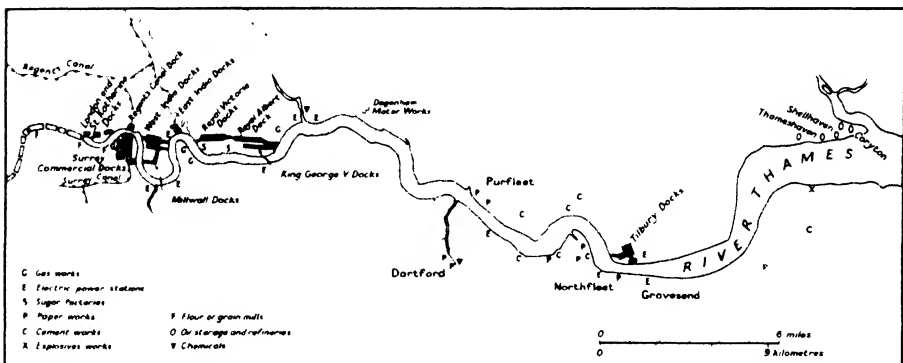 Regent's Canal
London and
St. Katharine
Docks
Regent's Canal Dock
West India Docks
East India Docks
Royal Victoria
Docks
Royal Albert
Dock
Dagenham
Motor Works
Surrey
Commercial Docks
Surrey Canal
Millwall Docks
King George V Docks
Purfleet
Dartford
Tilbury Docks
Northfleet
Gravesend
RIVER THAMES
Thameshaven
Shellhaven
Coryton
G Gas works
E Electric power stations
S Sugar factories
P Paper works
C Cement works
X Explosives works
F Flour or grain mills
O Oil storage and refineries
▼ Chemicals
0 6 miles
0 9 kilometres